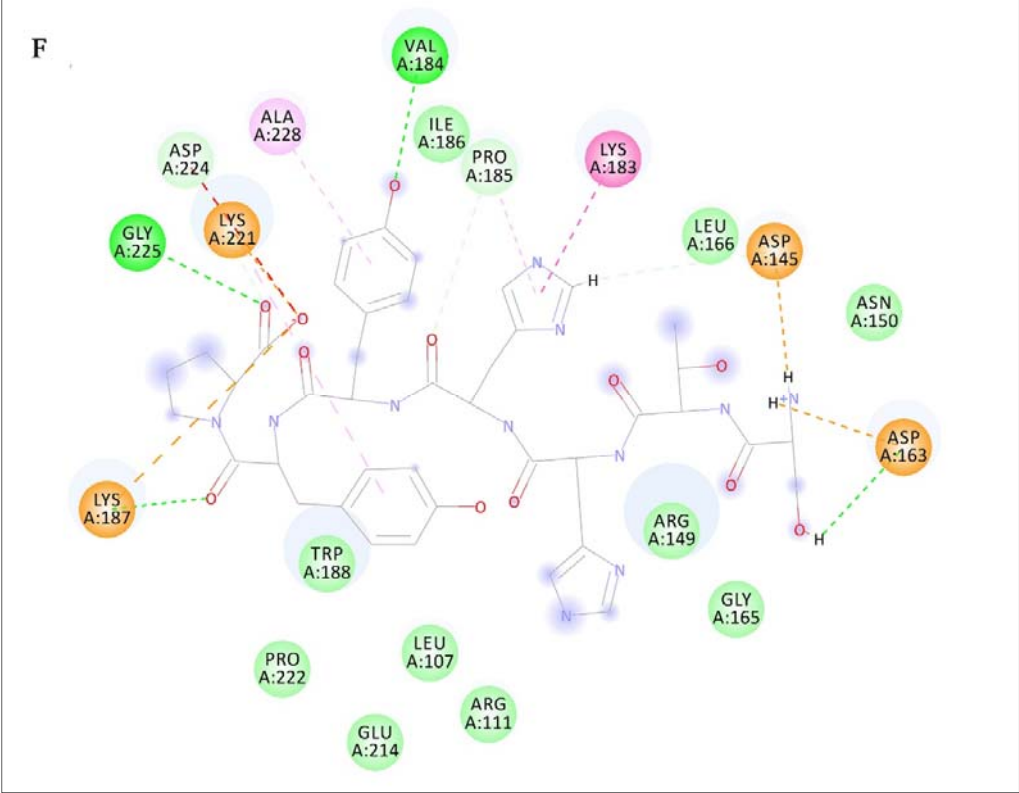 F
VAL
A:184
ALA
A:228
ILE
A:186
PRO
A:185
LYS
A:183
ASP
A:224
LYS
A:221
GLY
A:225
LEU
A:166
ASP
A:145
ASN
A:150
O
N
H
N
O
O
O
O
O
O
O
N
N
N
N
N
N
H
H
N+
ASP
A:163
O
O
O
O
H
LYS
A:187
TRP
A:188
ARG
A:149
N
N
GLY
A:165
PRO
A:222
LEU
A:107
ARG
A:111
GLU
A:214